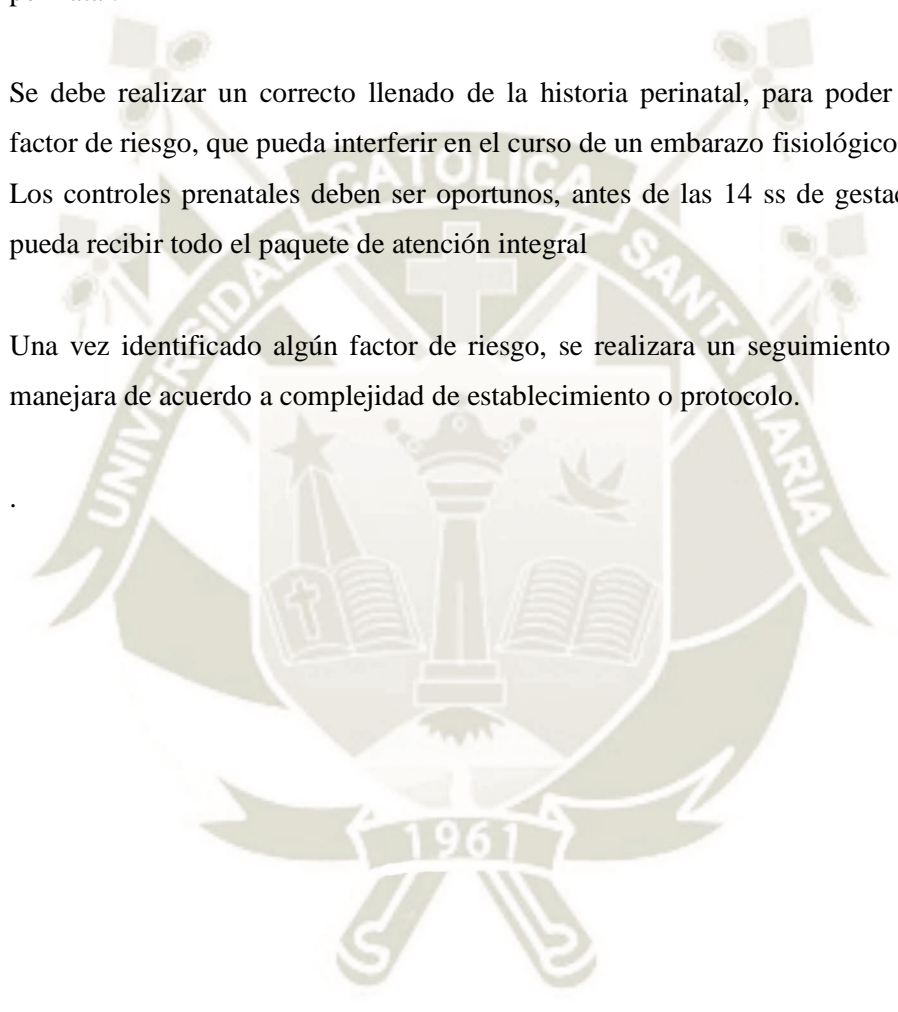 Se debe realizar un correcto llenado de la historia perinatal, para poder
factor de riesgo, que pueda interferir en el curso de un embarazo fisiológico
Los controles prenatales deben ser oportunos, antes de las 14 ss de
pueda recibir todo el paquete de atención integral
Una vez identificado algún factor de riesgo, se realizara un seguimiento
manejara de acuerdo a complejidad de establecimiento o protocolo.
.
UNIVERSIDAD CATOLICA SANTA MARIA
1961